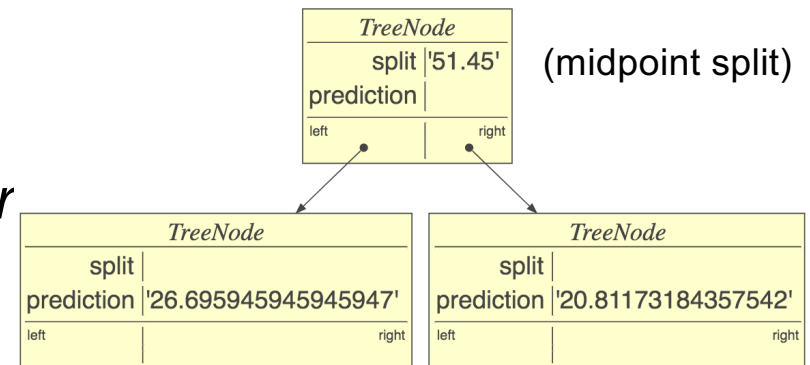 TreeNode
split '51.45'
(midpoint split)
prediction
left right
r
TreeNode
split
prediction '26.695945945945947'
left right
TreeNode
split
prediction '20.81173184357542'
left right